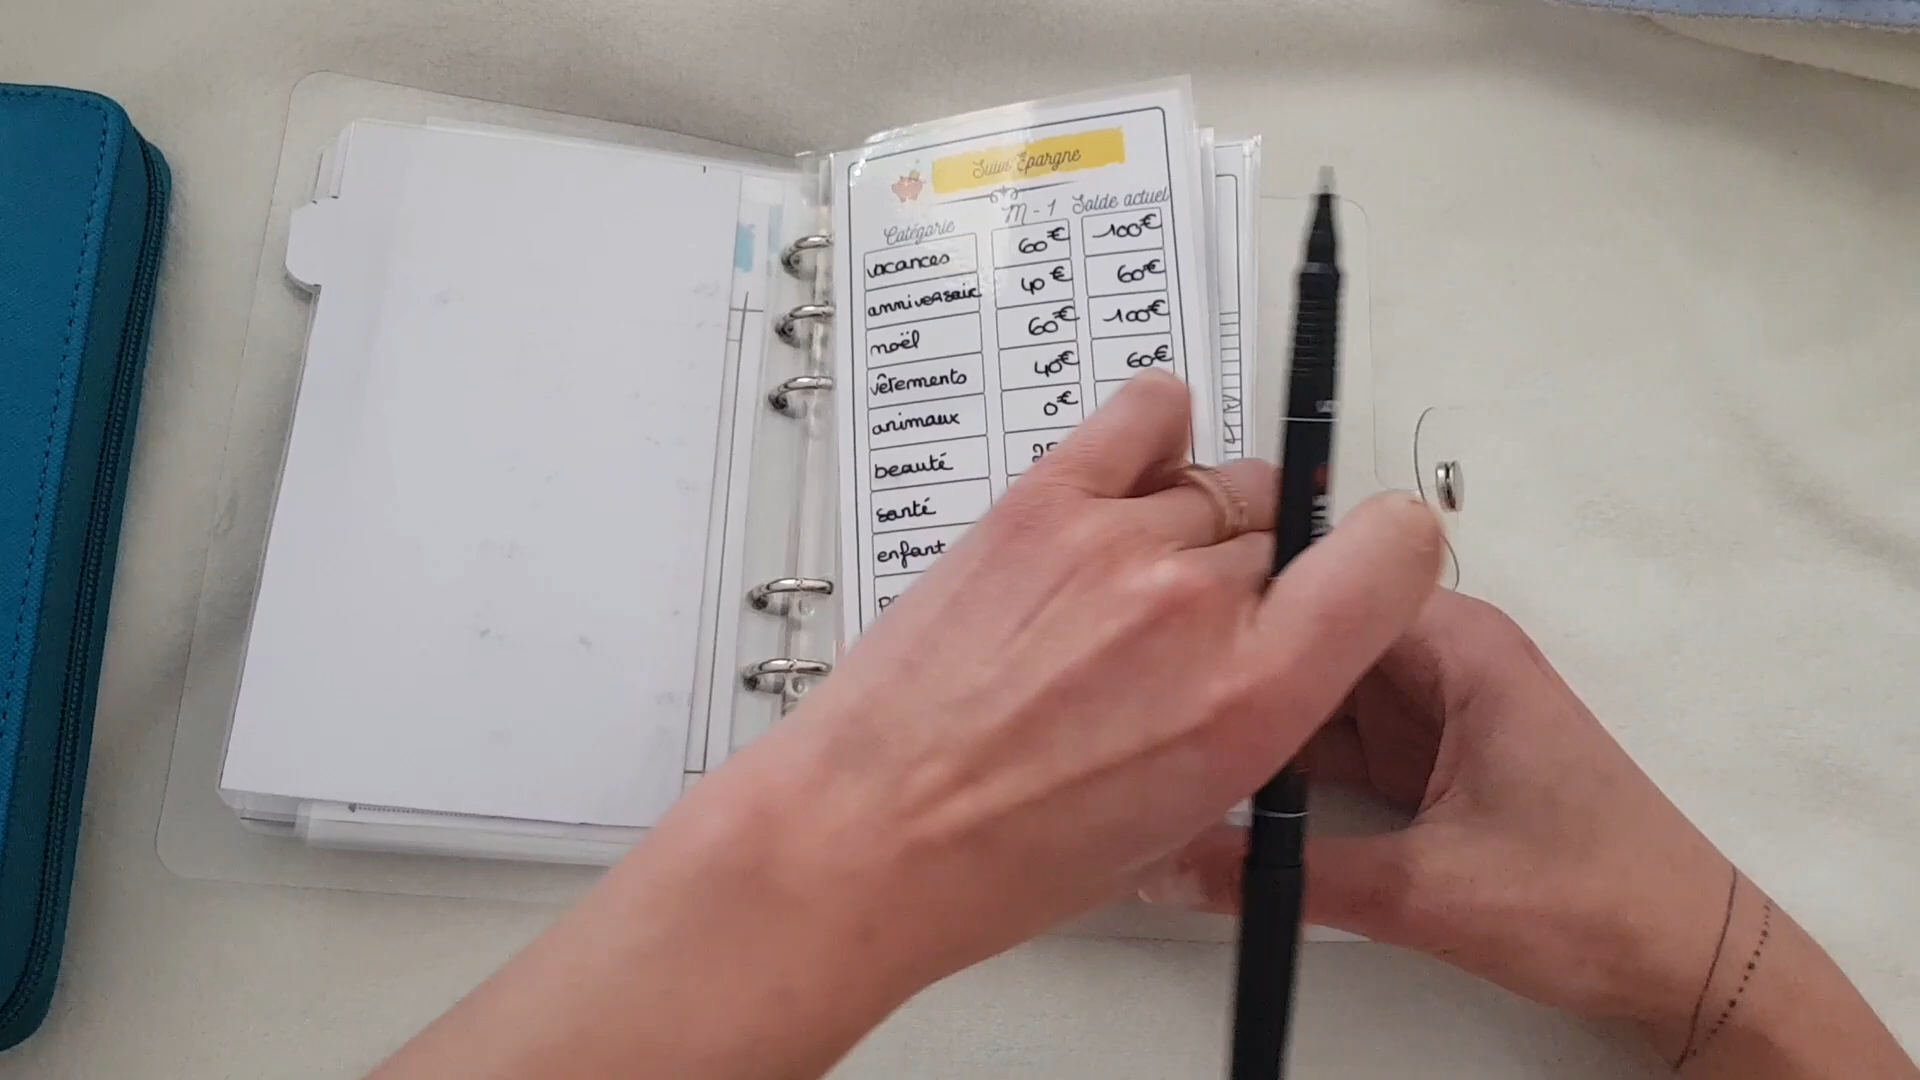 Suivi Épargne
Catégorie M - 1 Solde actuel
vacances 60€ 100€
anniversaire 40€ 60€
noël 60€ 100€
vêtements 40€ 60€
animaux 0€
beauté
santé
enfant